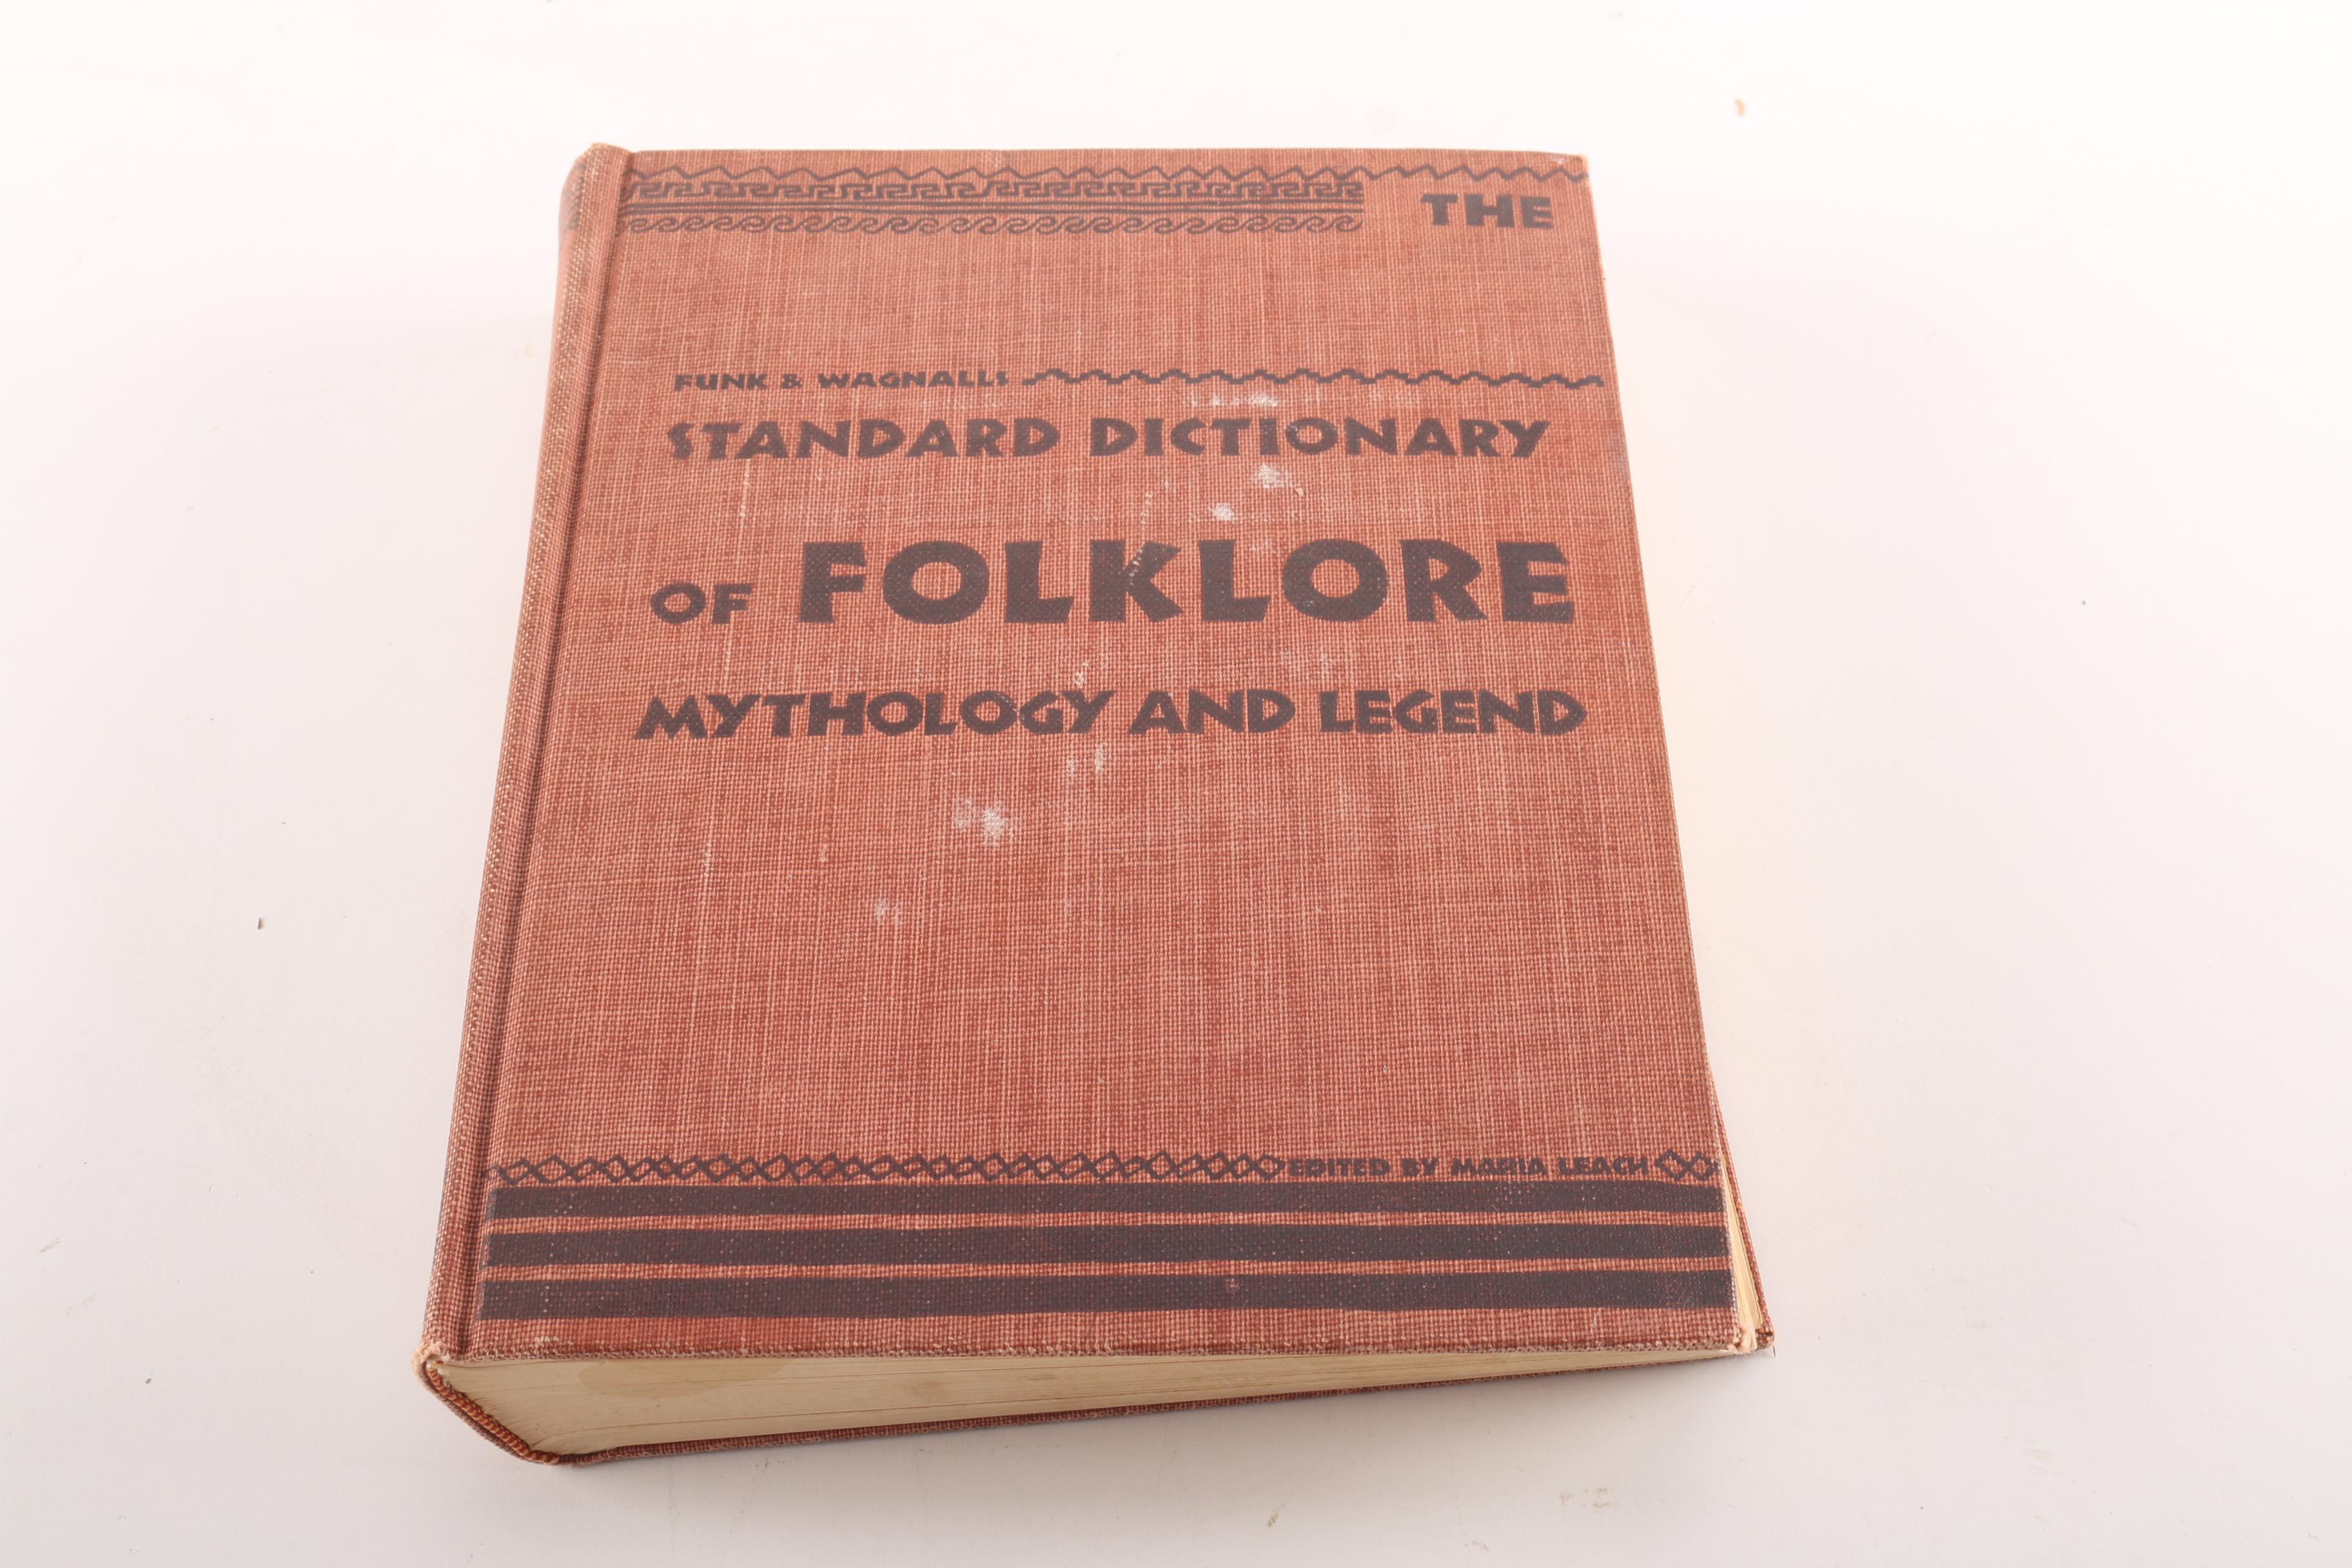 THE
FUNK & WAGNALLS
STANDARD DICTIONARY
OF FOLKLORE
MYTHOLOGY AND LEGEND
EDITED BY MARIA LEACH